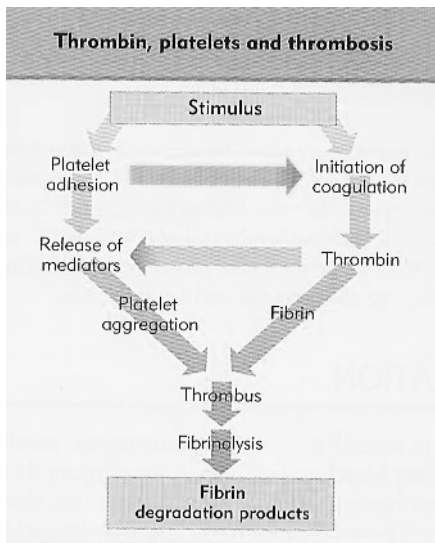 Thrombin, platelets and thrombosis
Stimulus
Platelet
adhesion
Initiation of
coagulation
Release of
mediators
Thrombin
Platelet
aggregation
Fibrin
Thrombus
Fibrinolysis
Fibrin
degradation products